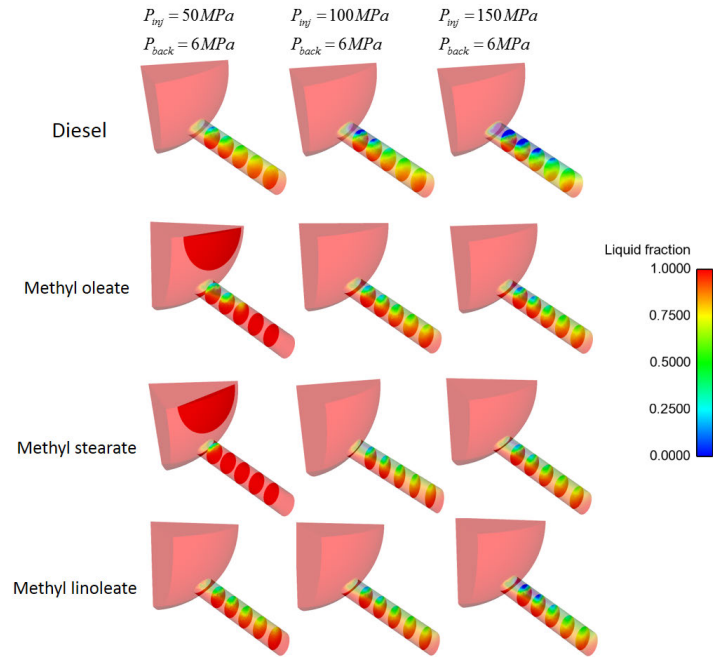 P_inj = 50MPa P_inj = 100MPa P_inj = 150MPa
P_back = 6MPa P_back = 6MPa P_back = 6MPa
Diesel
Methyl oleate
Methyl stearate
Methyl linoleate
Liquid fraction
1.0000
0.7500
0.5000
0.2500
0.0000